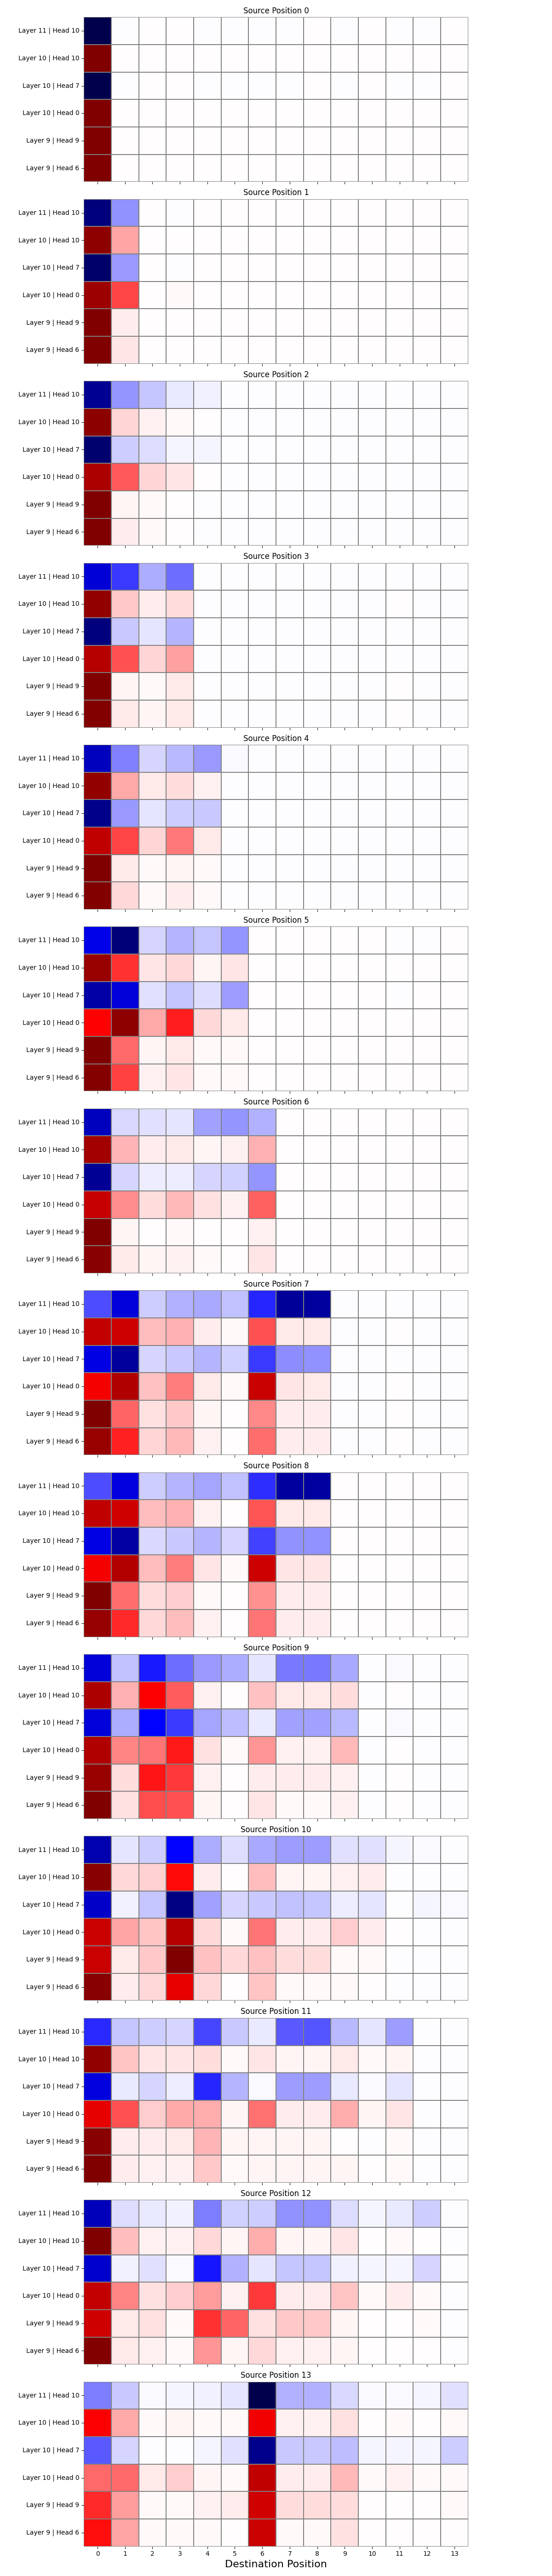 Source Position 0
Layer 11 | Head 10
Layer 10 | Head 10
Layer 10 | Head 7
Layer 10 | Head 0
Layer 9 | Head 9
Layer 9 | Head 6
Source Position 1
Layer 11 | Head 10
Layer 10 | Head 10
Layer 10 | Head 7
Layer 10 | Head 0
Layer 9 | Head 9
Layer 9 | Head 6
Source Position 2
Layer 11 | Head 10
Layer 10 | Head 10
Layer 10 | Head 7
Layer 10 | Head 0
Layer 9 | Head 9
Layer 9 | Head 6
Source Position 3
Layer 11 | Head 10
Layer 10 | Head 10
Layer 10 | Head 7
Layer 10 | Head 0
Layer 9 | Head 9
Layer 9 | Head 6
Source Position 4
Layer 11 | Head 10
Layer 10 | Head 10
Layer 10 | Head 7
Layer 10 | Head 0
Layer 9 | Head 9
Layer 9 | Head 6
Source Position 5
Layer 11 | Head 10
Layer 10 | Head 10
Layer 10 | Head 7
Layer 10 | Head 0
Layer 9 | Head 9
Layer 9 | Head 6
Source Position 6
Layer 11 | Head 10
Layer 10 | Head 10
Layer 10 | Head 7
Layer 10 | Head 0
Layer 9 | Head 9
Layer 9 | Head 6
Source Position 7
Layer 11 | Head 10
Layer 10 | Head 10
Layer 10 | Head 7
Layer 10 | Head 0
Layer 9 | Head 9
Layer 9 | Head 6
Source Position 8
Layer 11 | Head 10
Layer 10 | Head 10
Layer 10 | Head 7
Layer 10 | Head 0
Layer 9 | Head 9
Layer 9 | Head 6
Source Position 9
Layer 11 | Head 10
Layer 10 | Head 10
Layer 10 | Head 7
Layer 10 | Head 0
Layer 9 | Head 9
Layer 9 | Head 6
Source Position 10
Layer 11 | Head 10
Layer 10 | Head 10
Layer 10 | Head 7
Layer 10 | Head 0
Layer 9 | Head 9
Layer 9 | Head 6
Source Position 11
Layer 11 | Head 10
Layer 10 | Head 10
Layer 10 | Head 7
Layer 10 | Head 0
Layer 9 | Head 9
Layer 9 | Head 6
Source Position 12
Layer 11 | Head 10
Layer 10 | Head 10
Layer 10 | Head 7
Layer 10 | Head 0
Layer 9 | Head 9
Layer 9 | Head 6
Source Position 13
Layer 11 | Head 10
Layer 10 | Head 10
Layer 10 | Head 7
Layer 10 | Head 0
Layer 9 | Head 9
Layer 9 | Head 6
0 1 2 3 4 5 6 7 8 9 10 11 12 13
Destination Position